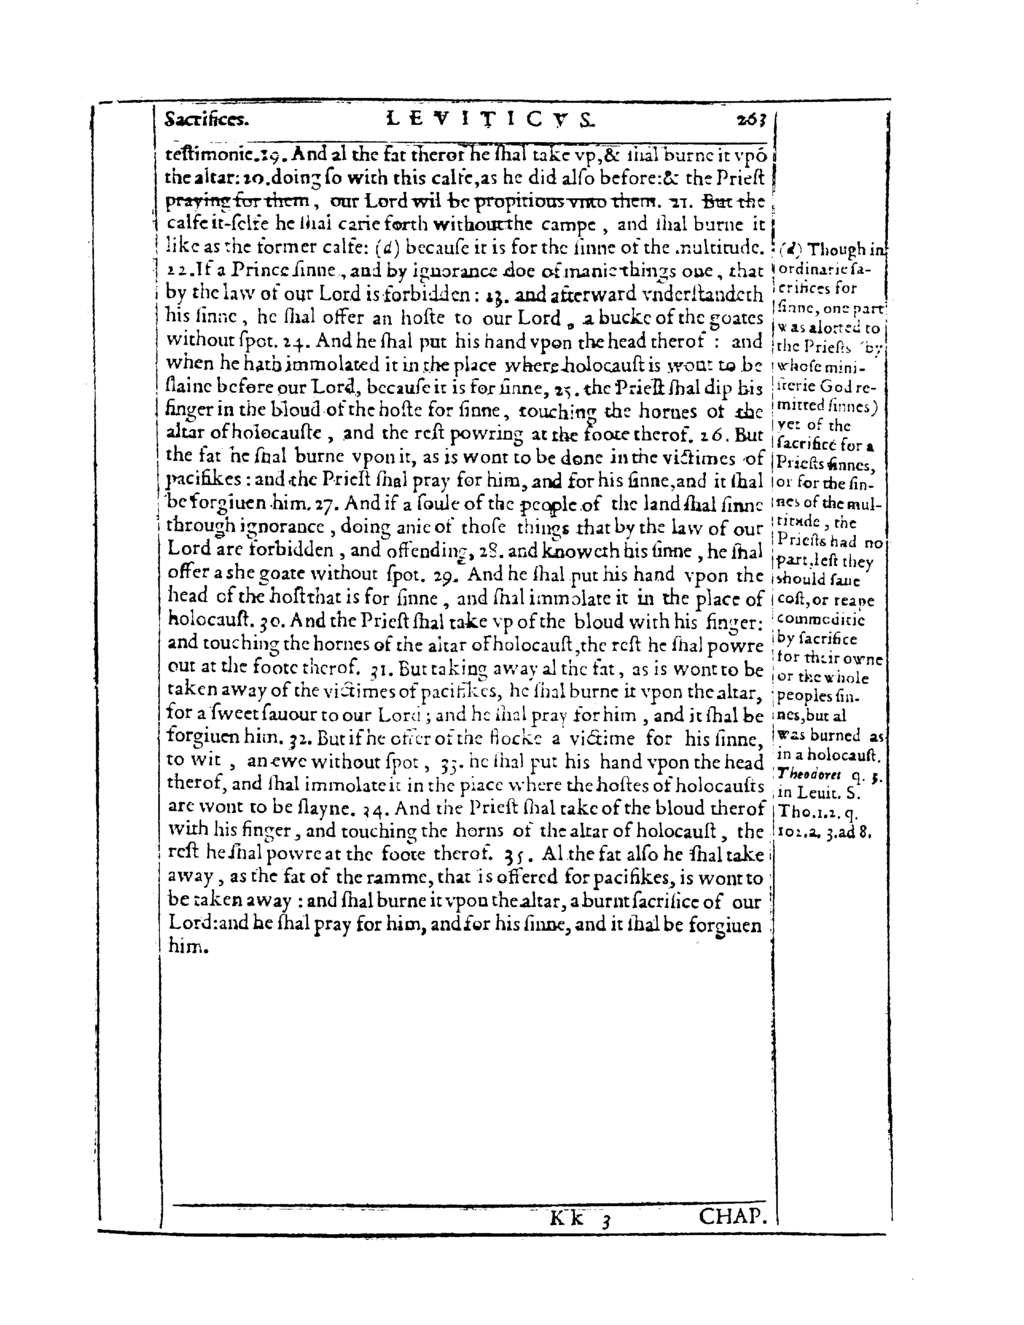 Sacrifices. LEVITICVS. 263
teſtimonie.19. And al the fat therof he ſhal take vp,& ſhal burne it vpõ
the altar: 20. doing ſo with this calfe,as he did alſo before:& the Prieſt
praying for them, our Lord wil be propitious vnto them. 21. But the
calfe it-ſelfe he ſhal carie forth without the campe, and ſhal burne it
like as the former calfe: (d) becauſe it is for the ſinne of the multitude.
22. If a Prince ſinne, and by ignorance doe of manie things one, that
by the law of our Lord is forbidden: 23. and afterward vnderſtandeth
his ſinne, he ſhal offer an hoſte to our Lord, a bucke of the goates
without ſpot. 24. And he ſhal put his hand vpon the head therof : and
when he hath immolated it in the place where holocauſt is wont to be
ſlaine before our Lord, becauſe it is for ſinne, 25. the Prieſt ſhal dip his
finger in the bloud of the hoſte for ſinne, touching the hornes of the
altar of holocauſte, and the reſt powring at the foote therof. 26. But
the fat he ſhal burne vpon it, as is wont to be done in the victimes of
pacifikes : and the Prieſt ſhal pray for him, and for his ſinne,and it ſhal
be forgiuen him. 27. And if a ſoule of the people of the land ſhal ſinne
through ignorance, doing anie of thoſe things that by the law of our
Lord are forbidden, and offending, 28. and knoweth his ſinne, he ſhal
offer a she goate without ſpot. 29. And he ſhal put his hand vpon the
head of the hoſt that is for ſinne, and ſhal immolate it in the place of
holocauſt. 30. And the Prieſt ſhal take vp of the bloud with his finger:
and touching the hornes of the altar of holocauſt,the reſt he ſhal powre
out at the foote therof. 31. But taking away al the fat, as is wont to be
taken away of the victimes of pacifikes, he ſhal burne it vpon the altar,
for a ſweet ſauour to our Lord ; and he ſhal pray for him, and it ſhal be
forgiuen him. 32. But if he offer of the flocke a victime for his ſinne,
to wit, an ewe without ſpot, 33. he ſhal put his hand vpon the head
therof, and ſhal immolate it in the place where the hoſtes of holocauſts
are wont to be ſlayne. 34. And the Prieſt ſhal take of the bloud therof
with his finger, and touching the horns of the altar of holocauſt, the
reſt he ſhal powre at the foote therof. 35. Al the fat alſo he ſhal take
away, as the fat of the ramme, that is offered for pacifikes, is wont to
be taken away : and ſhal burne it vpon the altar, a burnt ſacrifice of our
Lord: and he ſhal pray for him, and for his ſinne, and it ſhal be forgiuen
him.
(d) Though in
ordinarie ſa-
crifices for
ſinne, one part
was aloted to
the Prieſts (by
whoſe mini-
ſterie God re-
mitted ſinnes)
yet of the
ſacrifice for a
Prieſts ſinnes,
or for the ſin-
nes of the mul-
titude, the
Prieſts had no
part, leſt they
should ſaue
coſt, or reape
commoditie
by ſacrifice
for their owne
or the whole
peoples ſin-
nes,but al
was burned as
in a holocauſt.
Theodoret q. 5.
in Leuit. S.
Tho.1.2. q.
102.a. 3.ad 8.
Kk 3 CHAP.